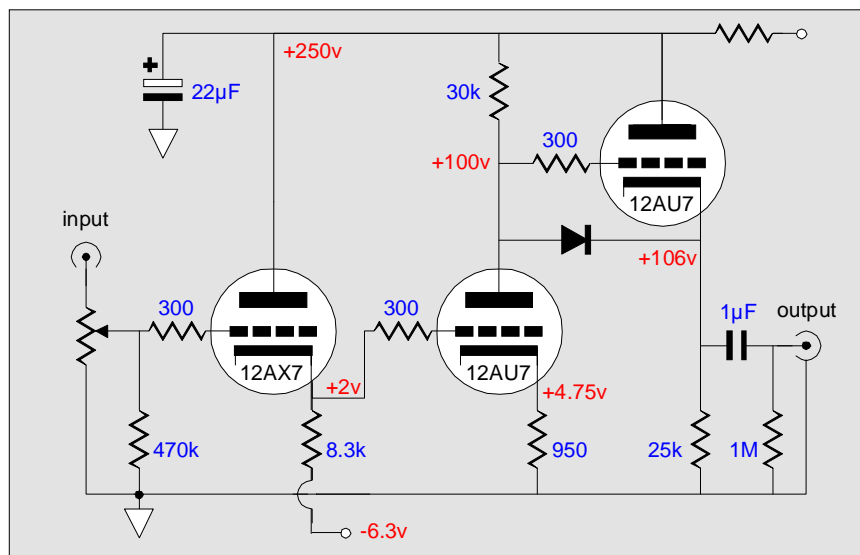 +250v
22µF
30k
300
+100v
12AU7
input
+106v
300
300
1µF
output
12AX7
12AU7
+2v
+4.75v
470k
8.3k
950
25k
1M
-6.3v